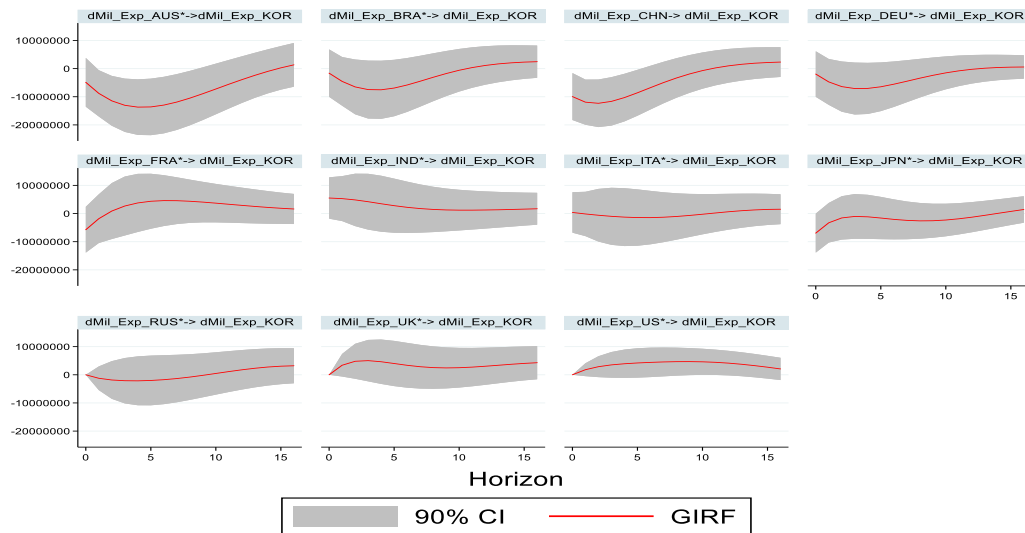 dMil_Exp_AUS*->dMil_Exp_KOR dMil_Exp_BRA*-> dMil_Exp_KOR dMil_Exp_CHN-> dMil_Exp_KOR dMil_Exp_DEU*-> dMil_Exp_KOR
10000000
0
-10000000
-20000000
dMil_Exp_FRA*-> dMil_Exp_KOR dMil_Exp_IND*-> dMil_Exp_KOR dMil_Exp_ITA*-> dMil_Exp_KOR dMil_Exp_JPN*-> dMil_Exp_KOR
10000000
0
-10000000
-20000000
0 5 10 15
dMil_Exp_RUS*-> dMil_Exp_KOR dMil_Exp_UK*-> dMil_Exp_KOR dMil_Exp_US*-> dMil_Exp_KOR
10000000
0
-10000000
-20000000
0 5 10 15 0 5 10 15 0 5 10 15
Horizon
90% CI GIRF